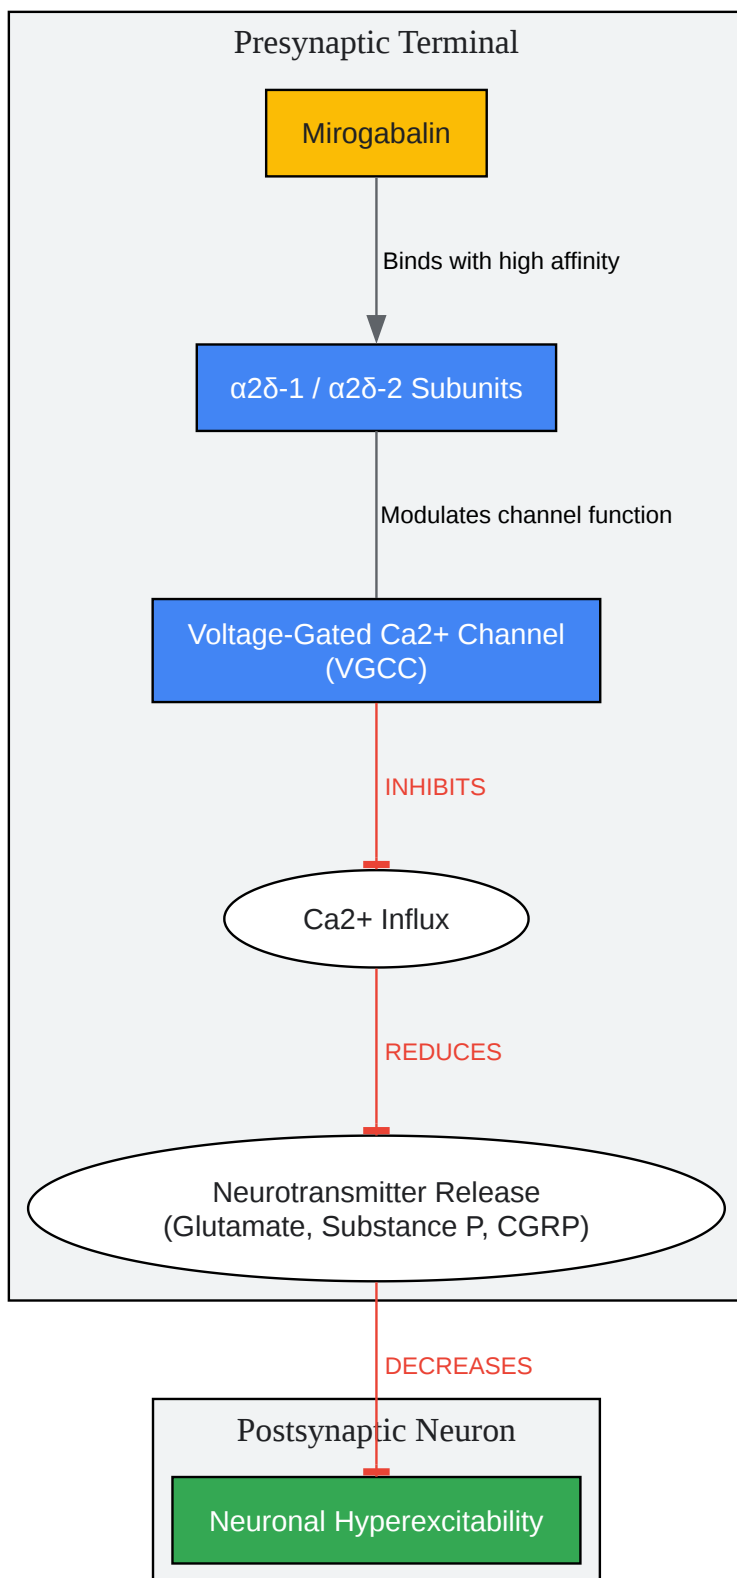 Presynaptic Terminal
Mirogabalin
Binds with high affinity
α2δ-1 / α2δ-2 Subunits
Modulates channel function
Voltage-Gated Ca2+ Channel
(VGCC)
INHIBITS
Ca2+ Influx
REDUCES
Neurotransmitter Release
(Glutamate, Substance P, CGRP)
DECREASES
Postsynaptic Neuron
Neuronal Hyperexcitability